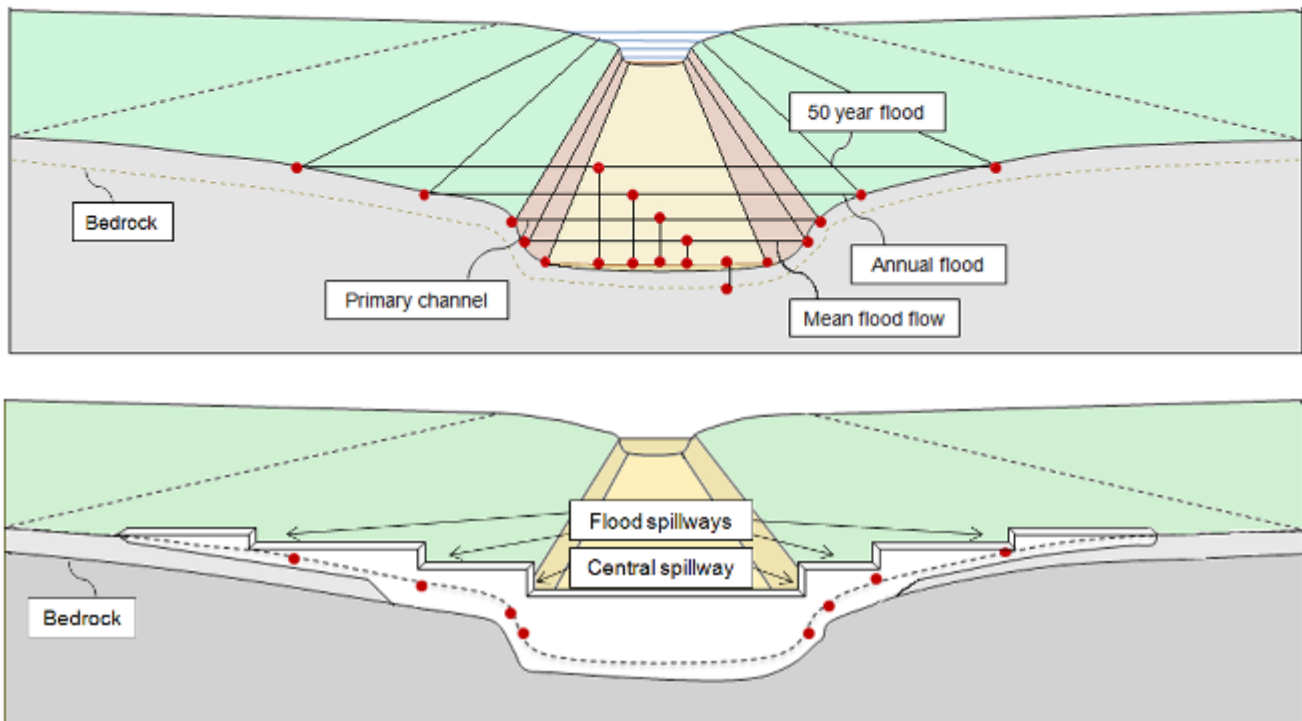 50 year flood
Bedrock
Annual flood
Primary channel
Mean flood flow
Flood spillways
Central spillway
Bedrock